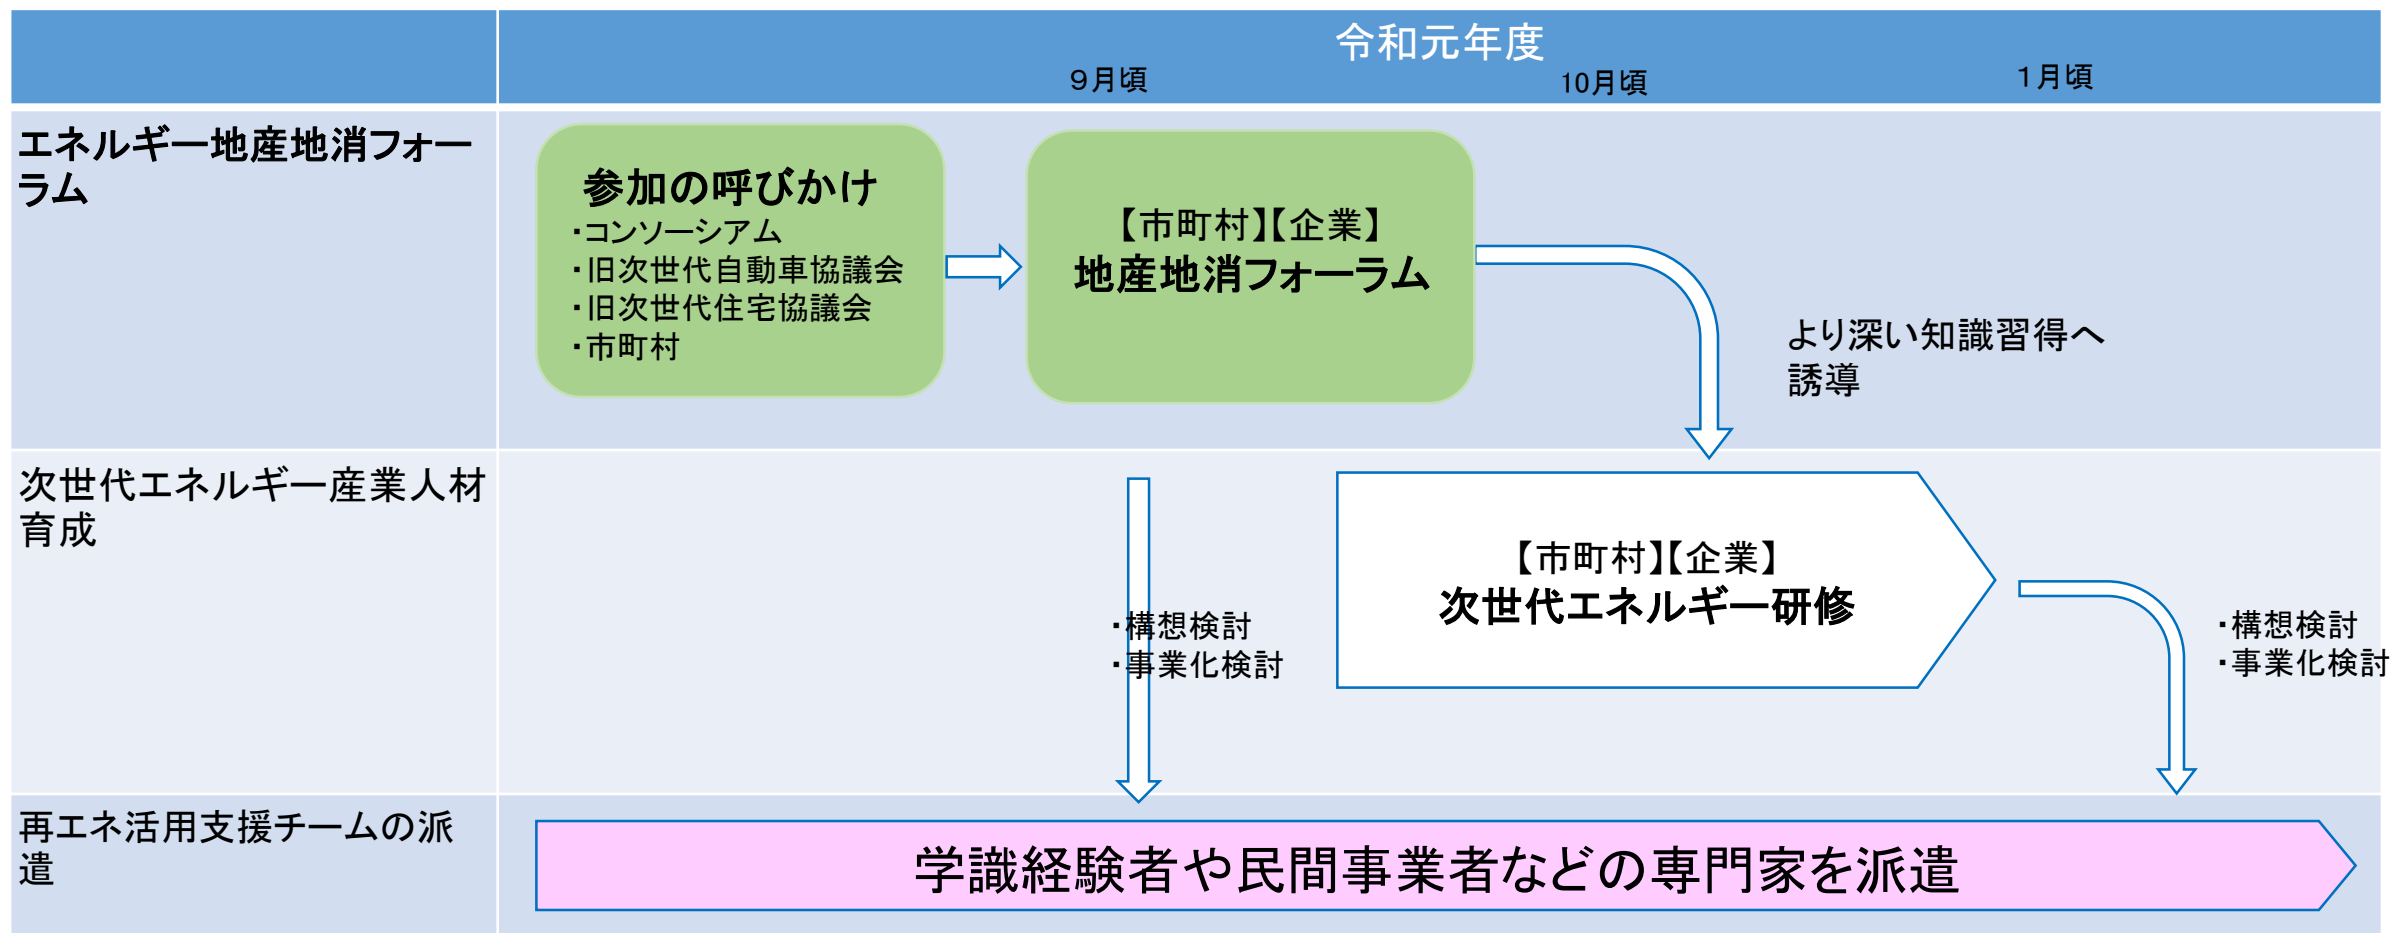 令和元年度
９月頃
10月頃
１月頃
エネルギー地産地消フォー
ラム
参加の呼びかけ
・コンソーシアム
・旧次世代自動車協議会
・旧次世代住宅協議会
・市町村
【市町村】【企業】
地産地消フォーラム
より深い知識習得へ
誘導
次世代エネルギー産業人材
育成
・構想検討
・事業化検討
【市町村】【企業】
次世代エネルギー研修
・構想検討
・事業化検討
再エネ活用支援チームの派
遣
学識経験者や民間事業者などの専門家を派遣